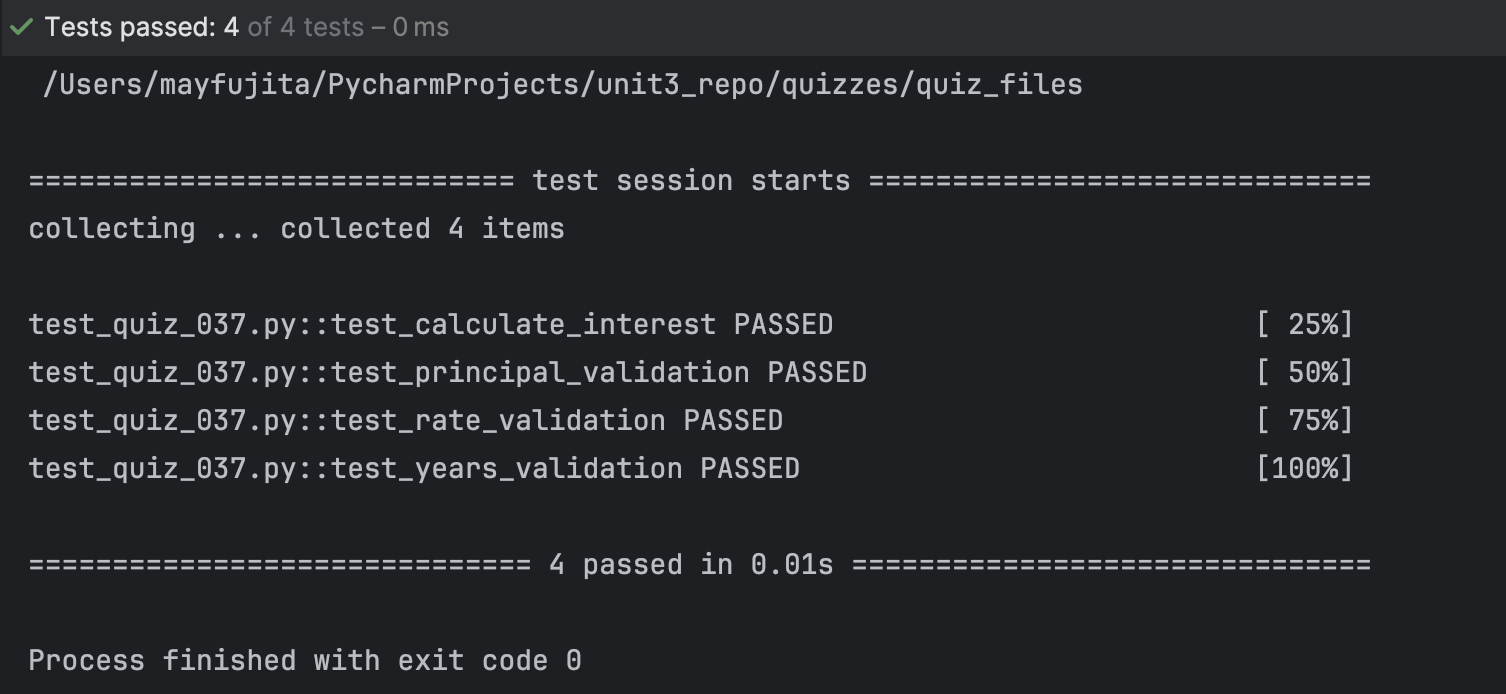 Tests passed: 4 of 4 tests – 0 ms
/Users/mayfujita/PycharmProjects/unit3_repo/quizzes/quiz_files
============================= test session starts ==============================
collecting ... collected 4 items
test_quiz_037.py::test_calculate_interest PASSED [ 25%]
test_quiz_037.py::test_principal_validation PASSED [ 50%]
test_quiz_037.py::test_rate_validation PASSED [ 75%]
test_quiz_037.py::test_years_validation PASSED [100%]
============================== 4 passed in 0.01s ===============================
Process finished with exit code 0